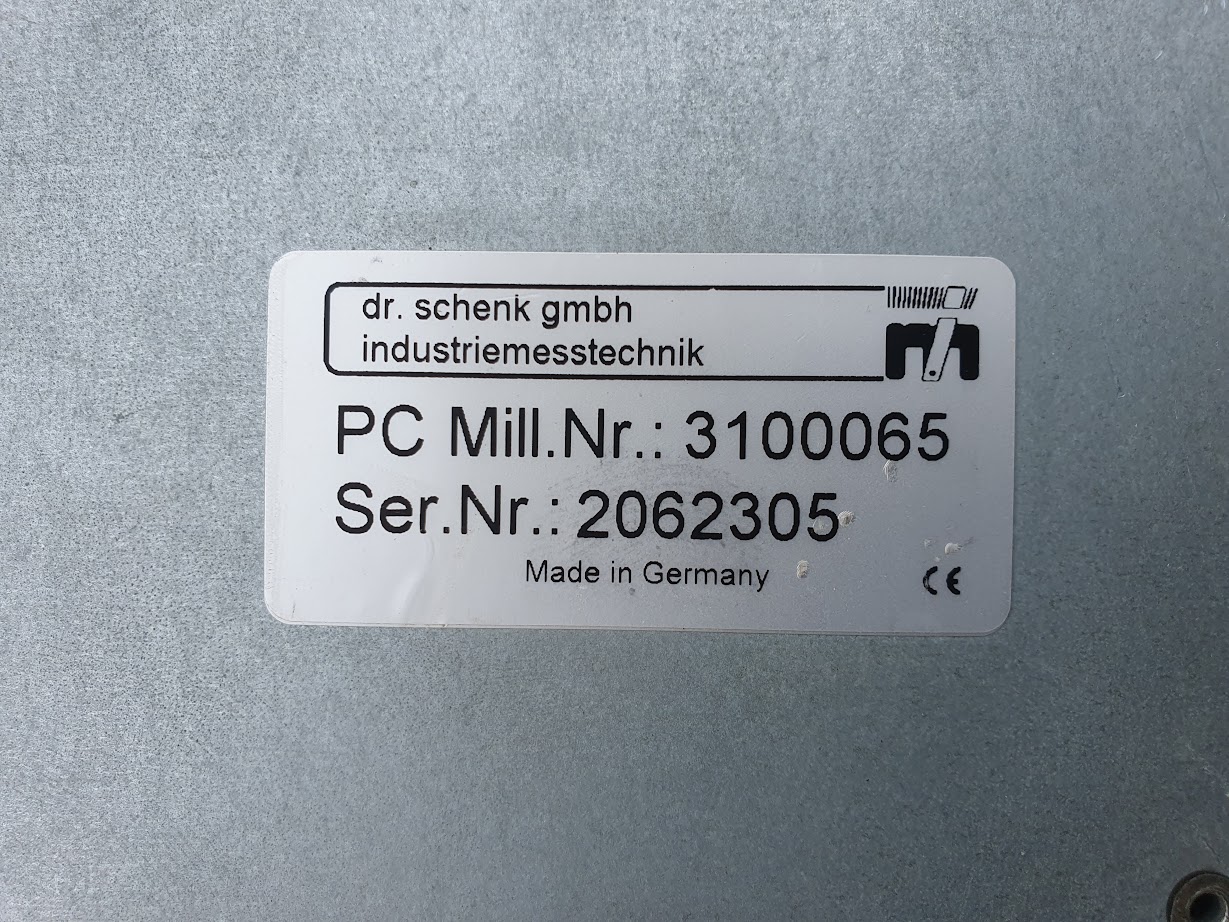 dr. schenk gmbh
industriemesstechnik
PC Mill.Nr.: 3100065
Ser.Nr.: 2062305
Made in Germany
CE